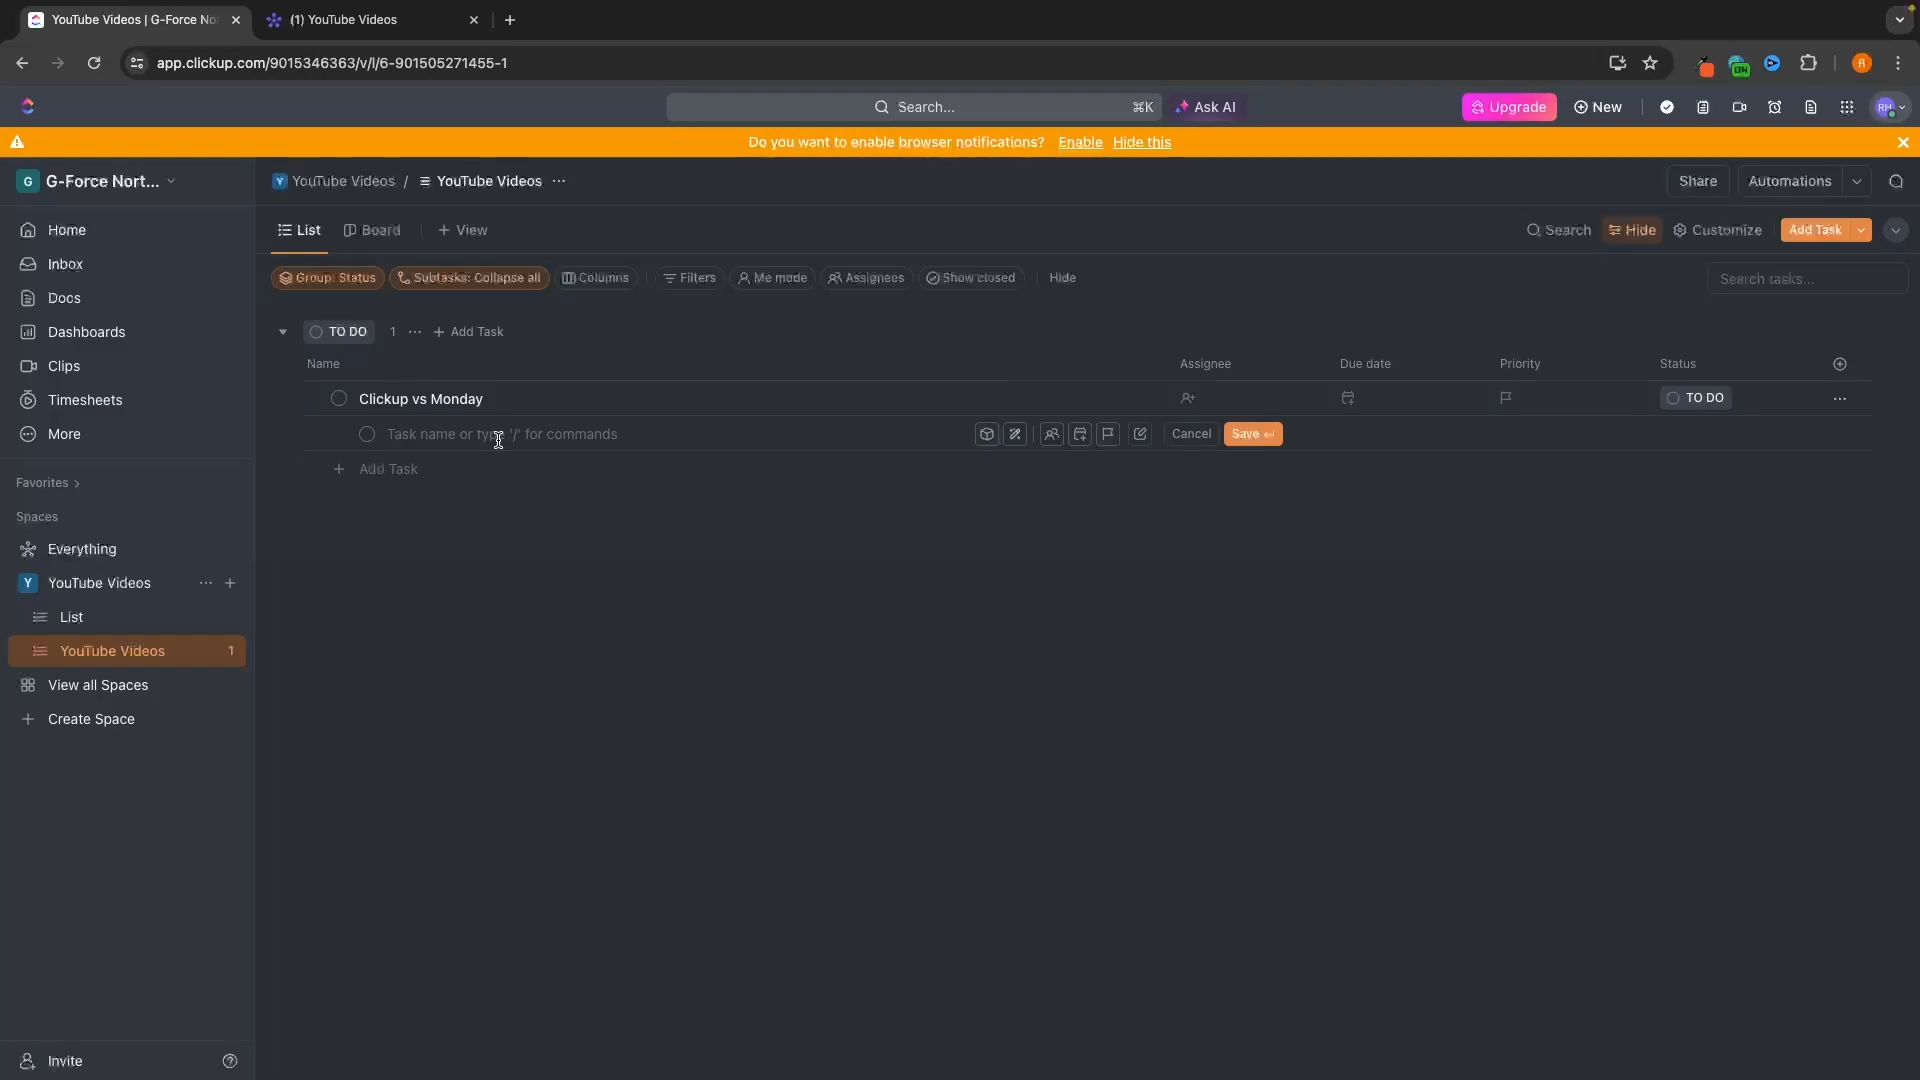 YouTube Videos | G-Force No
(1) YouTube Videos
app.clickup.com/9015346363/v/l/6-901505271455-1
Search... ⌘K
Ask AI
Upgrade
New
RH
Do you want to enable browser notifications? Enable Hide this
G G-Force Nort...
Y YouTube Videos / YouTube Videos ...
Share
Automations
Home
Inbox
Docs
Dashboards
Clips
Timesheets
More
Favorites
Spaces
Everything
Y YouTube Videos ... +
List
YouTube Videos 1
View all Spaces
+ Create Space
Invite
List
Board
+ View
Search
Hide
Customize
Add Task
Group: Status
Subtasks: Collapse all
Columns
Filters
Me mode
Assignees
Show closed
Hide
Search tasks...
TO DO 1 ... + Add Task
Name Assignee Due date Priority Status
Clickup vs Monday TO DO ...
Task name or type '/' for commands Cancel Save
+ Add Task